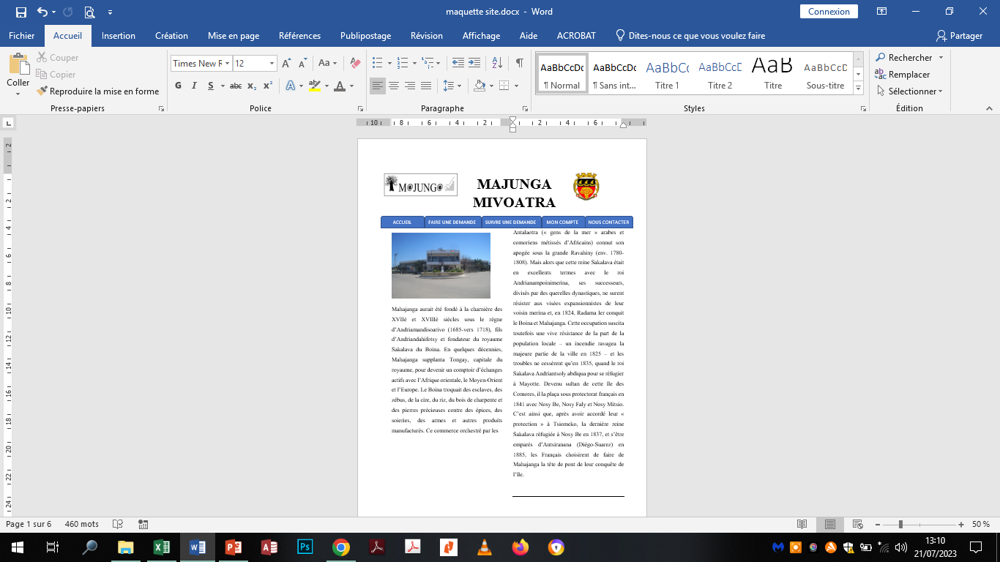 maquette site.docx - Word
Connexion
Fichier Accueil Insertion Création Mise en page Références Publipostage Révision Affichage Aide ACROBAT Dites-nous ce que vous voulez faire Partager
Coller
Couper
Copier
Reproduire la mise en forme
Presse-papiers
Times New R 12
G I S abc x₂ x²
Police
Paragraphe
AaBbCcDc AaBbCcDc AaBbCc AaBbCcD AaB AaBbCcD
¶ Normal ¶ Sans int... Titre 1 Titre 2 Titre Sous-titre
Styles
Rechercher
Remplacer
Sélectionner
Édition
10 8 6 4 2 2 4 6
M@JUNG@
MAJUNGA
MIVOATRA
ACCUEIL FAIRE UNE DEMANDE SUIVRE UNE DEMANDE MON COMPTE NOUS CONTACTER
Mahajanga aurait été fondé à la charnière des
XVIIè et XVIIIè siècles sous le règne
d'Andriamandisoarivo (1685-vers 1718), fils
d'Andriandahifotsy et fondateur du royaume
Sakalava du Boina. En quelques décennies,
Mahajanga supplanta Tongay, capitale du
royaume, pour devenir un comptoir d'échanges
actifs avec l'Afrique orientale, le Moyen-Orient
et l'Europe. Le Boina troquait des esclaves, des
zébus, de la cire, du riz, du bois de charpente et
des pierres précieuses contre des épices, des
soieries, des armes et autres produits
manufacturés. Ce commerce orchestré par les
Antalaotra (« gens de la mer » arabes et
comoriens métissés d'Africains) connut son
apogée sous la grande Ravahiny (env. 1780-
1808). Mais alors que cette reine Sakalava était
en excellents termes avec le roi
Andrianampoinimerina, ses successeurs,
divisés par des querelles dynastiques, ne surent
résister aux visées expansionnistes de leur
voisin merina et, en 1824, Radama Ier conquit
le Boina et Mahajanga. Cette occupation suscita
toutefois une vive résistance de la part de la
population locale – un incendie ravagea la
majeure partie de la ville en 1825 – et les
troubles ne cessèrent qu'en 1835, quand le roi
Sakalava Andriantsoly abdiqua pour se réfugier
à Mayotte. Devenu sultan de cette île des
Comores, il la plaça sous protectorat français en
1841 avec Nosy Be, Nosy Faly et Nosy Mitsio.
C'est ainsi que, après avoir accordé leur «
protection » à Tsiomeko, la dernière reine
Sakalava réfugiée à Nosy Be en 1837, et s'être
emparés d'Antsiranana (Diégo-Suarez) en
1885, les Français choisirent de faire de
Mahajanga la tête de pont de leur conquête de
l'île.
Page 1 sur 6 460 mots 50 %
13:10
21/07/2023